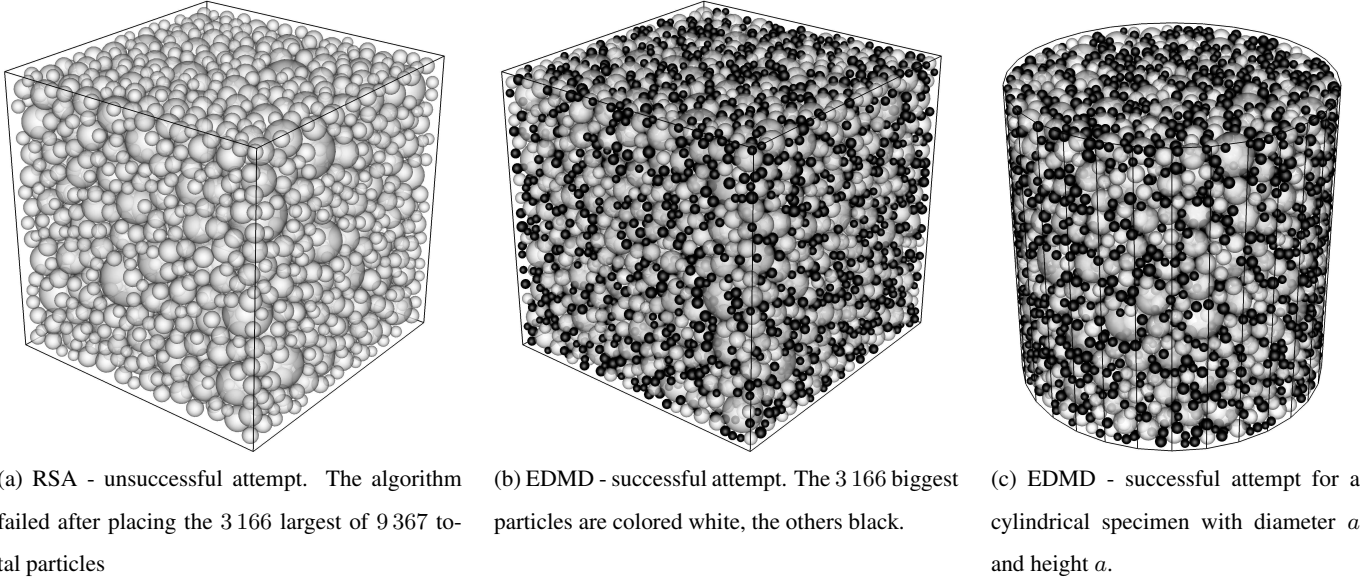 (a) RSA - unsuccessful attempt. The algorithm
failed after placing the 3 166 largest of 9 367 to-
tal particles
(b) EDMD - successful attempt. The 3 166 biggest
particles are colored white, the others black.
(c) EDMD - successful attempt for a
cylindrical specimen with diameter a
and height a.